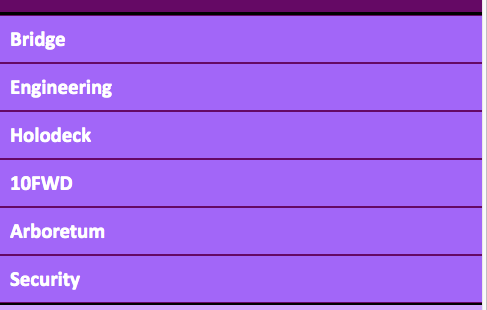 Bridge
Engineering
Holodeck
10FWD
Arboretum
Security